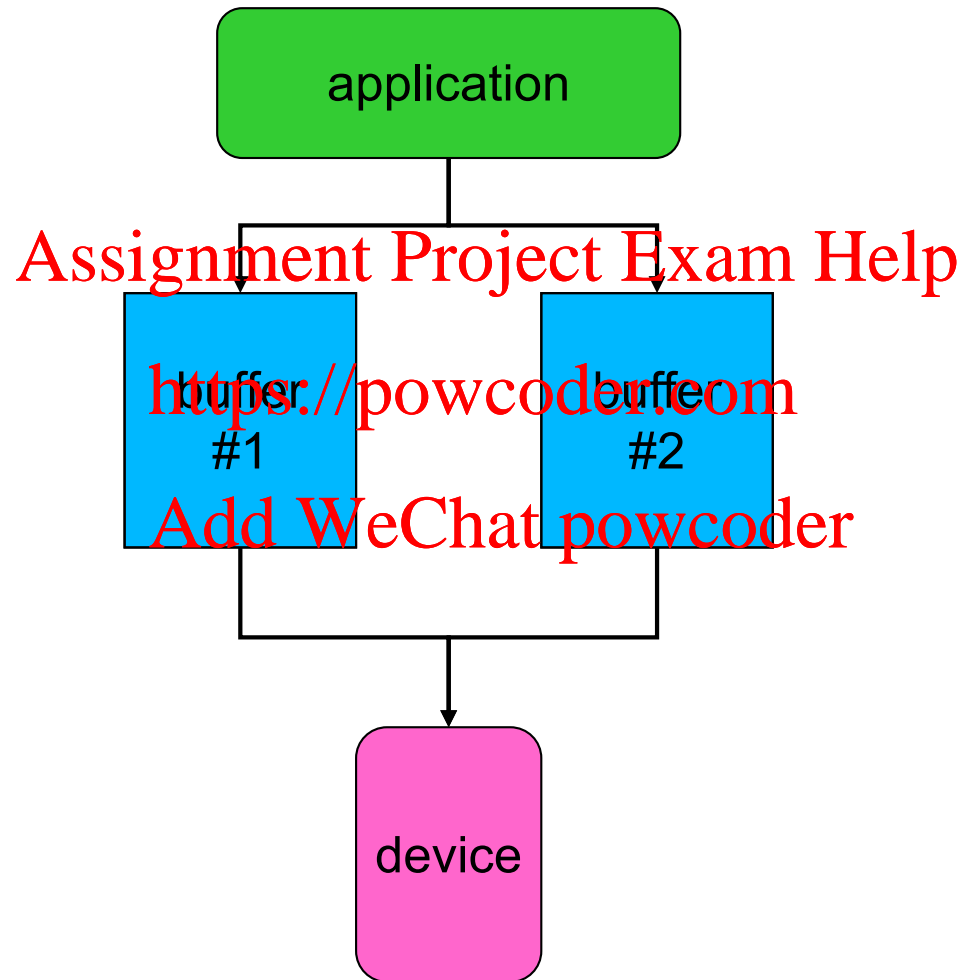 application
Assignment Project Exam Help
https://powcoder.com
buffer buffer
#1 #2
Add WeChat powcoder
device